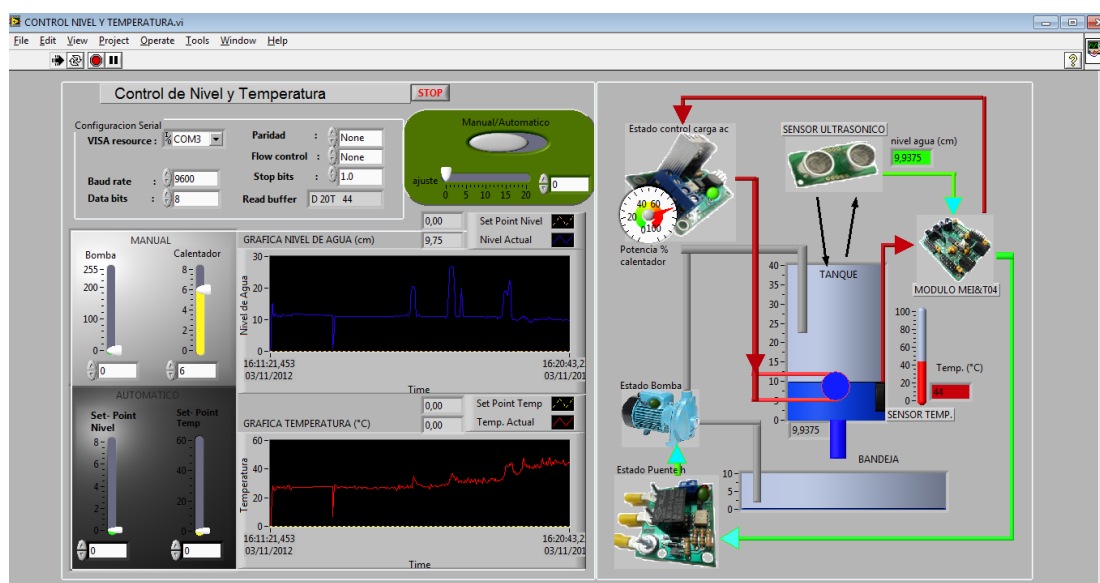 CONTROL NIVEL Y TEMPERATURA.vi
File Edit View Project Operate Tools Window Help
Control de Nivel y Temperatura
STOP
Configuracion Serial
VISA resource : COM3
Baud rate : 9600
Data bits : 8
Paridad : None
Flow control : None
Stop bits : 1.0
Read buffer D 20T 44
Manual/Automatico
ajuste
0 5 10 15 20
0
MANUAL
Bomba
255
200
100
0
0
Calentador
8
6
4
2
0
6
AUTOMATICO
Set- Point
Nivel
8
6
4
2
0
0
Set- Point
Temp
60
40
20
0
0
0,00 Set Point Nivel
GRAFICA NIVEL DE AGUA (cm) 9,75 Nivel Actual
Nivel de Agua
30
20
10
0
16:11:21,453
03/11/2012
16:20:43,2
03/11/201
Time
0,00 Set Point Temp
GRAFICA TEMPERATURA (°C) 0,00 Temp. Actual
Temperatura
60
40
20
0
16:11:21,453
03/11/2012
16:20:43,2
03/11/201
Time
Estado control carga ac
0 20 40 60 100
Potencia %
calentador
SENSOR ULTRASONICO
nivel agua (cm)
9,9375
MODULO MEI&T04
TANQUE
40
35
30
25
20
15
10
5
0
9,9375
100
80
60
40
20
0
Temp. (°C)
44
SENSOR TEMP.
Estado Bomba
Estado Puente h
BANDEJA
10
5
0